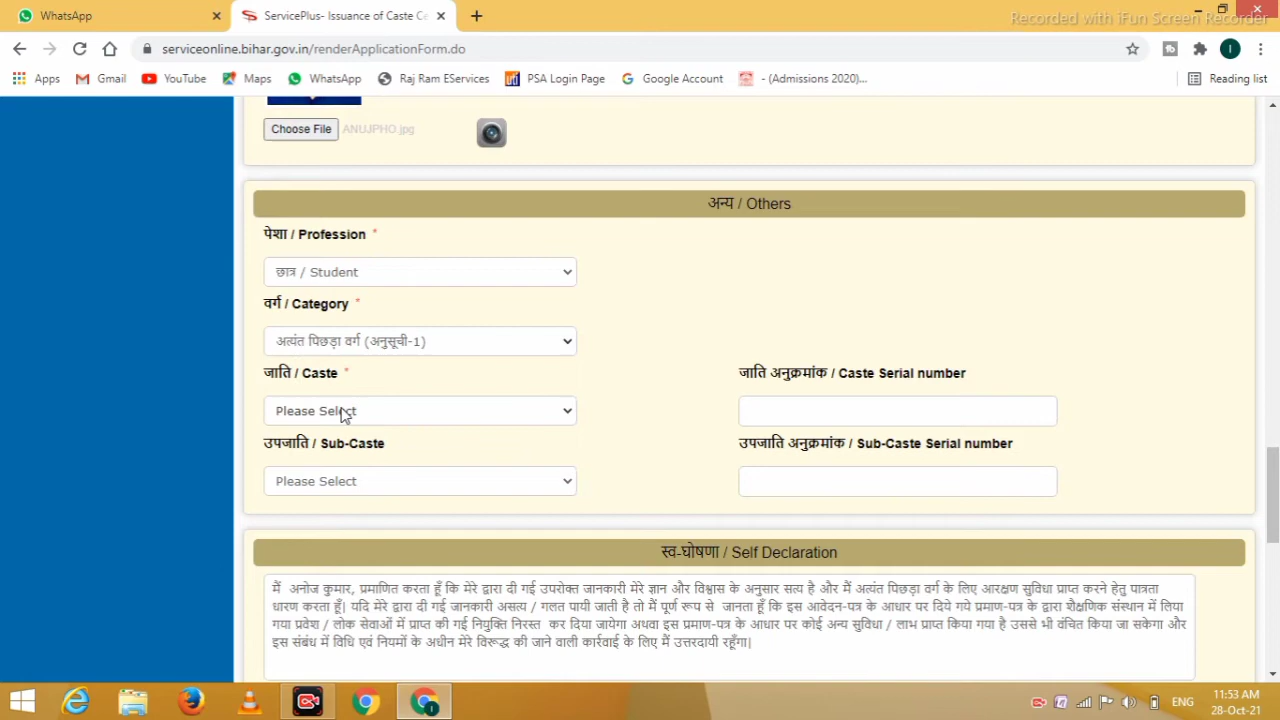 WhatsApp
ServicePlus- Issuance of Caste Ce
Recorded with iFun Screen Recorder
serviceonline.bihar.gov.in/renderApplicationForm.do
I
Apps
Gmail
YouTube
Maps
WhatsApp
Raj Ram EServices
PSA Login Page
Google Account
- (Admissions 2020)...
Reading list
Choose File
ANUJPHO.jpg
अन्य / Others
पेशा / Profession *
छात्र / Student
वर्ग / Category *
अत्यंत पिछड़ा वर्ग (अनुसूची-1)
जाति / Caste *
जाति अनुक्रमांक / Caste Serial number
Please Select
उपजाति / Sub-Caste
उपजाति अनुक्रमांक / Sub-Caste Serial number
Please Select
स्व-घोषणा / Self Declaration
मैं अनोज कुमार, प्रमाणित करता हूँ कि मेरे द्वारा दी गई उपरोक्त जानकारी मेरे ज्ञान और विश्वास के अनुसार सत्य है और मैं अत्यंत पिछड़ा वर्ग के लिए आरक्षण सुविधा प्राप्त करने हेतु पात्रता
धारण करता हूँ| यदि मेरे द्वारा दी गई जानकारी असत्य / गलत पायी जाती है तो मैं पूर्ण रूप से जानता हूँ कि इस आवेदन-पत्र के आधार पर दिये गये प्रमाण-पत्र के द्वारा शैक्षणिक संस्थान में लिया
गया प्रवेश / लोक सेवाओं में प्राप्त की गई नियुक्ति निरस्त कर दिया जायेगा अथवा इस प्रमाण-पत्र के आधार पर कोई अन्य सुविधा / लाभ प्राप्त किया गया है उससे भी वंचित किया जा सकेगा और
इस संबंध में विधि एवं नियमों के अधीन मेरे विरूद्ध की जाने वाली कार्रवाई के लिए मैं उत्तरदायी रहूँगा|
ENG
11:53 AM
28-Oct-21